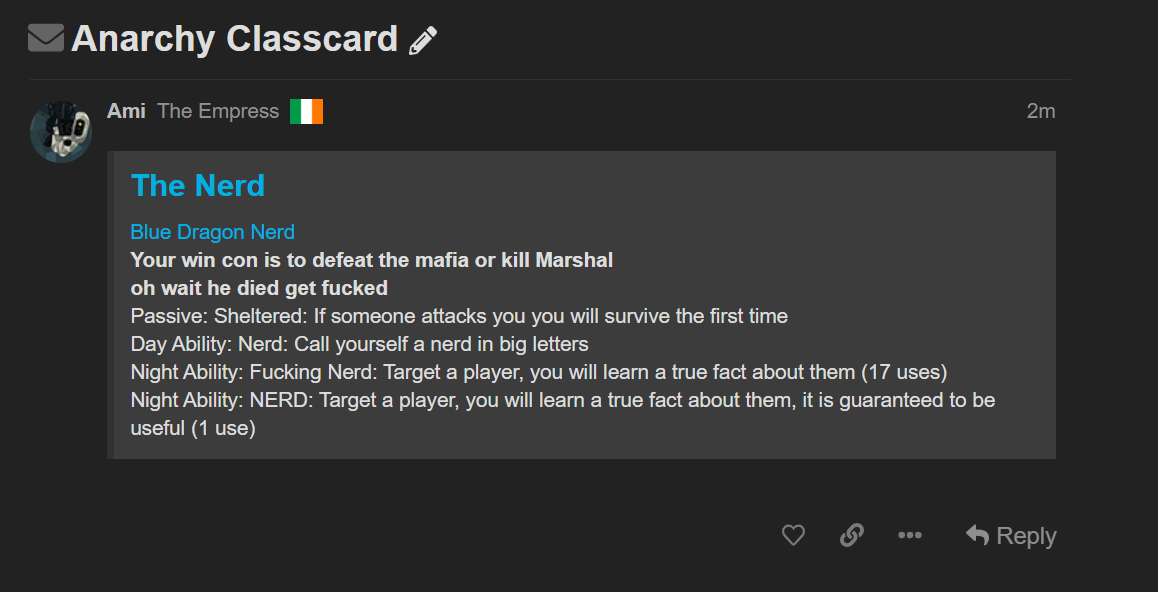 Anarchy Classcard
Ami The Empress 2m
The Nerd
Blue Dragon Nerd
Your win con is to defeat the mafia or kill Marshal
oh wait he died get fucked
Passive: Sheltered: If someone attacks you you will survive the first time
Day Ability: Nerd: Call yourself a nerd in big letters
Night Ability: Fucking Nerd: Target a player, you will learn a true fact about them (17 uses)
Night Ability: NERD: Target a player, you will learn a true fact about them, it is guaranteed to be
useful (1 use)
Reply